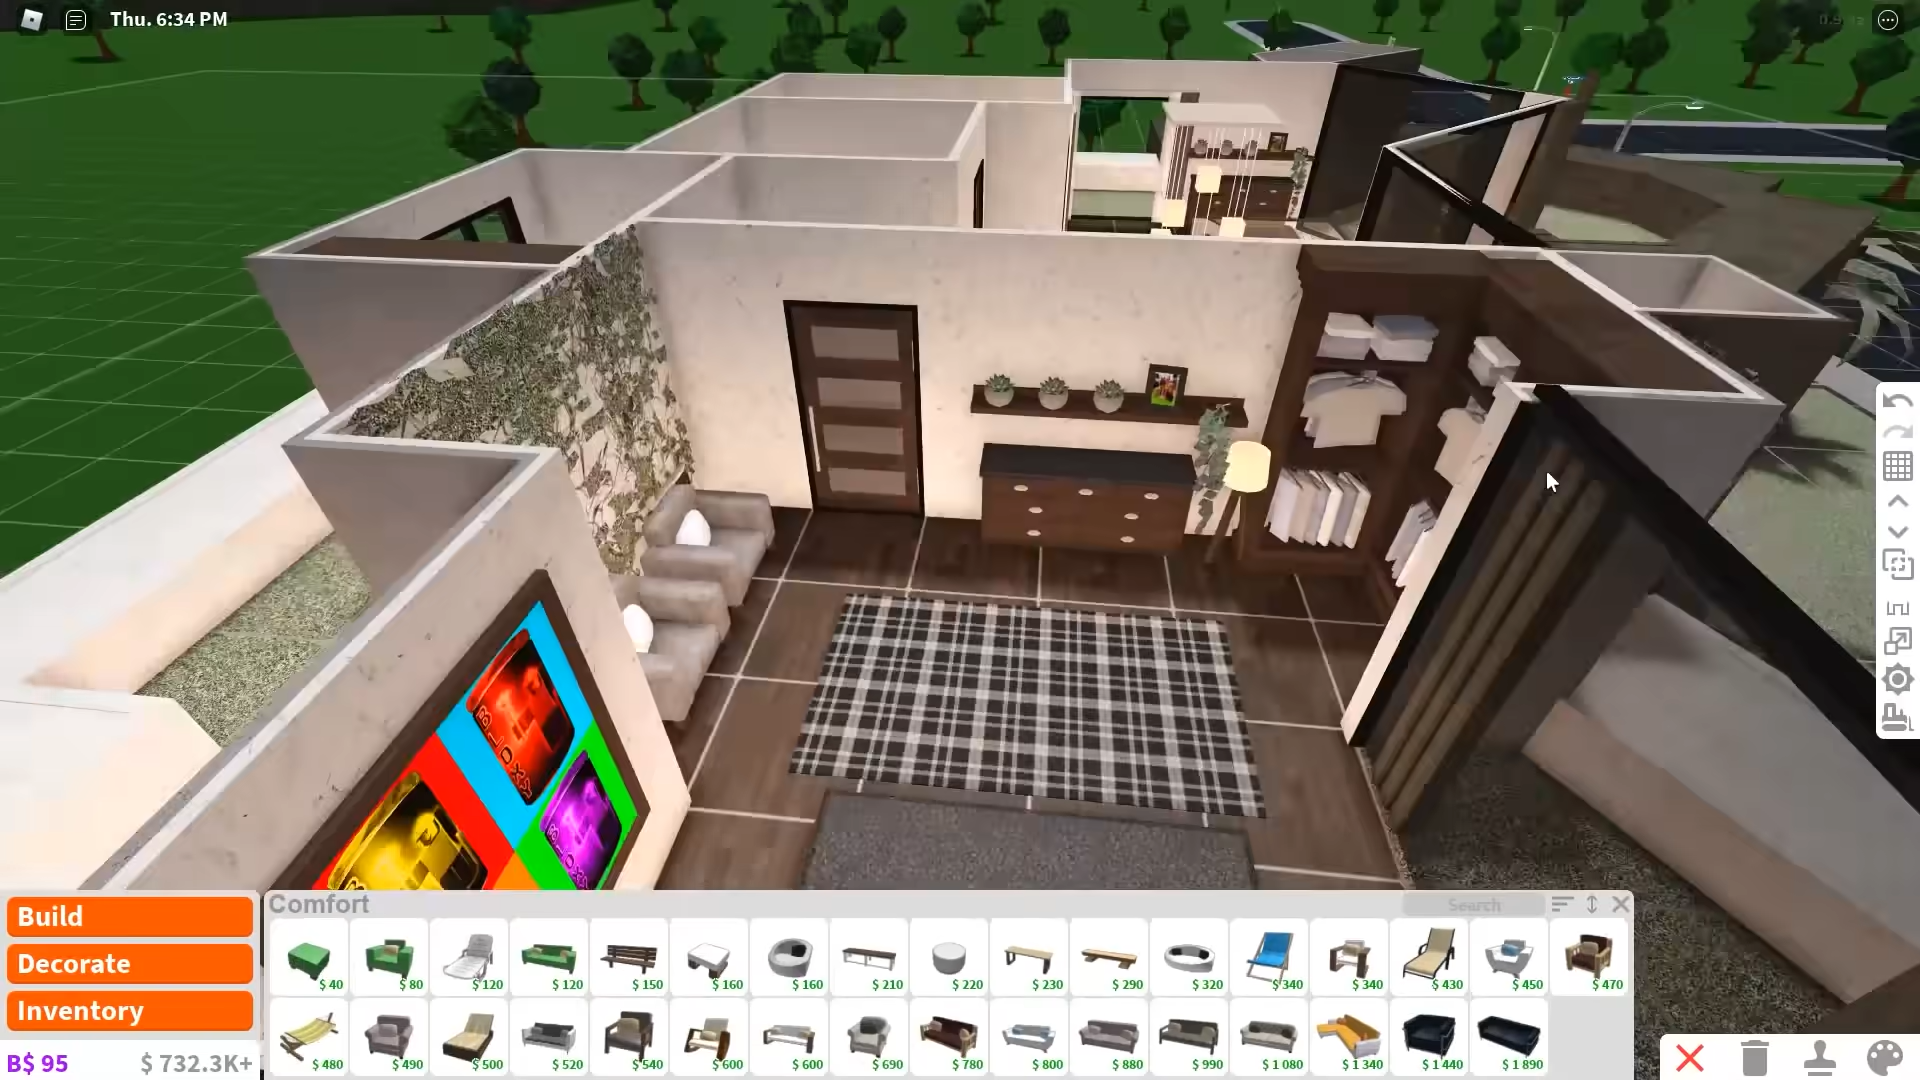 Thu. 6:34 PM
Build
Decorate
Inventory
B$ 95 $ 732.3K+
Comfort
Search
$ 40 $ 80 $ 120 $ 120 $ 150 $ 160 $ 160 $ 210 $ 220 $ 230 $ 290 $ 320 $ 340 $ 340 $ 430 $ 450 $ 470
$ 480 $ 490 $ 500 $ 520 $ 540 $ 600 $ 600 $ 690 $ 780 $ 800 $ 880 $ 990 $ 1 080 $ 1 340 $ 1 440 $ 1 890